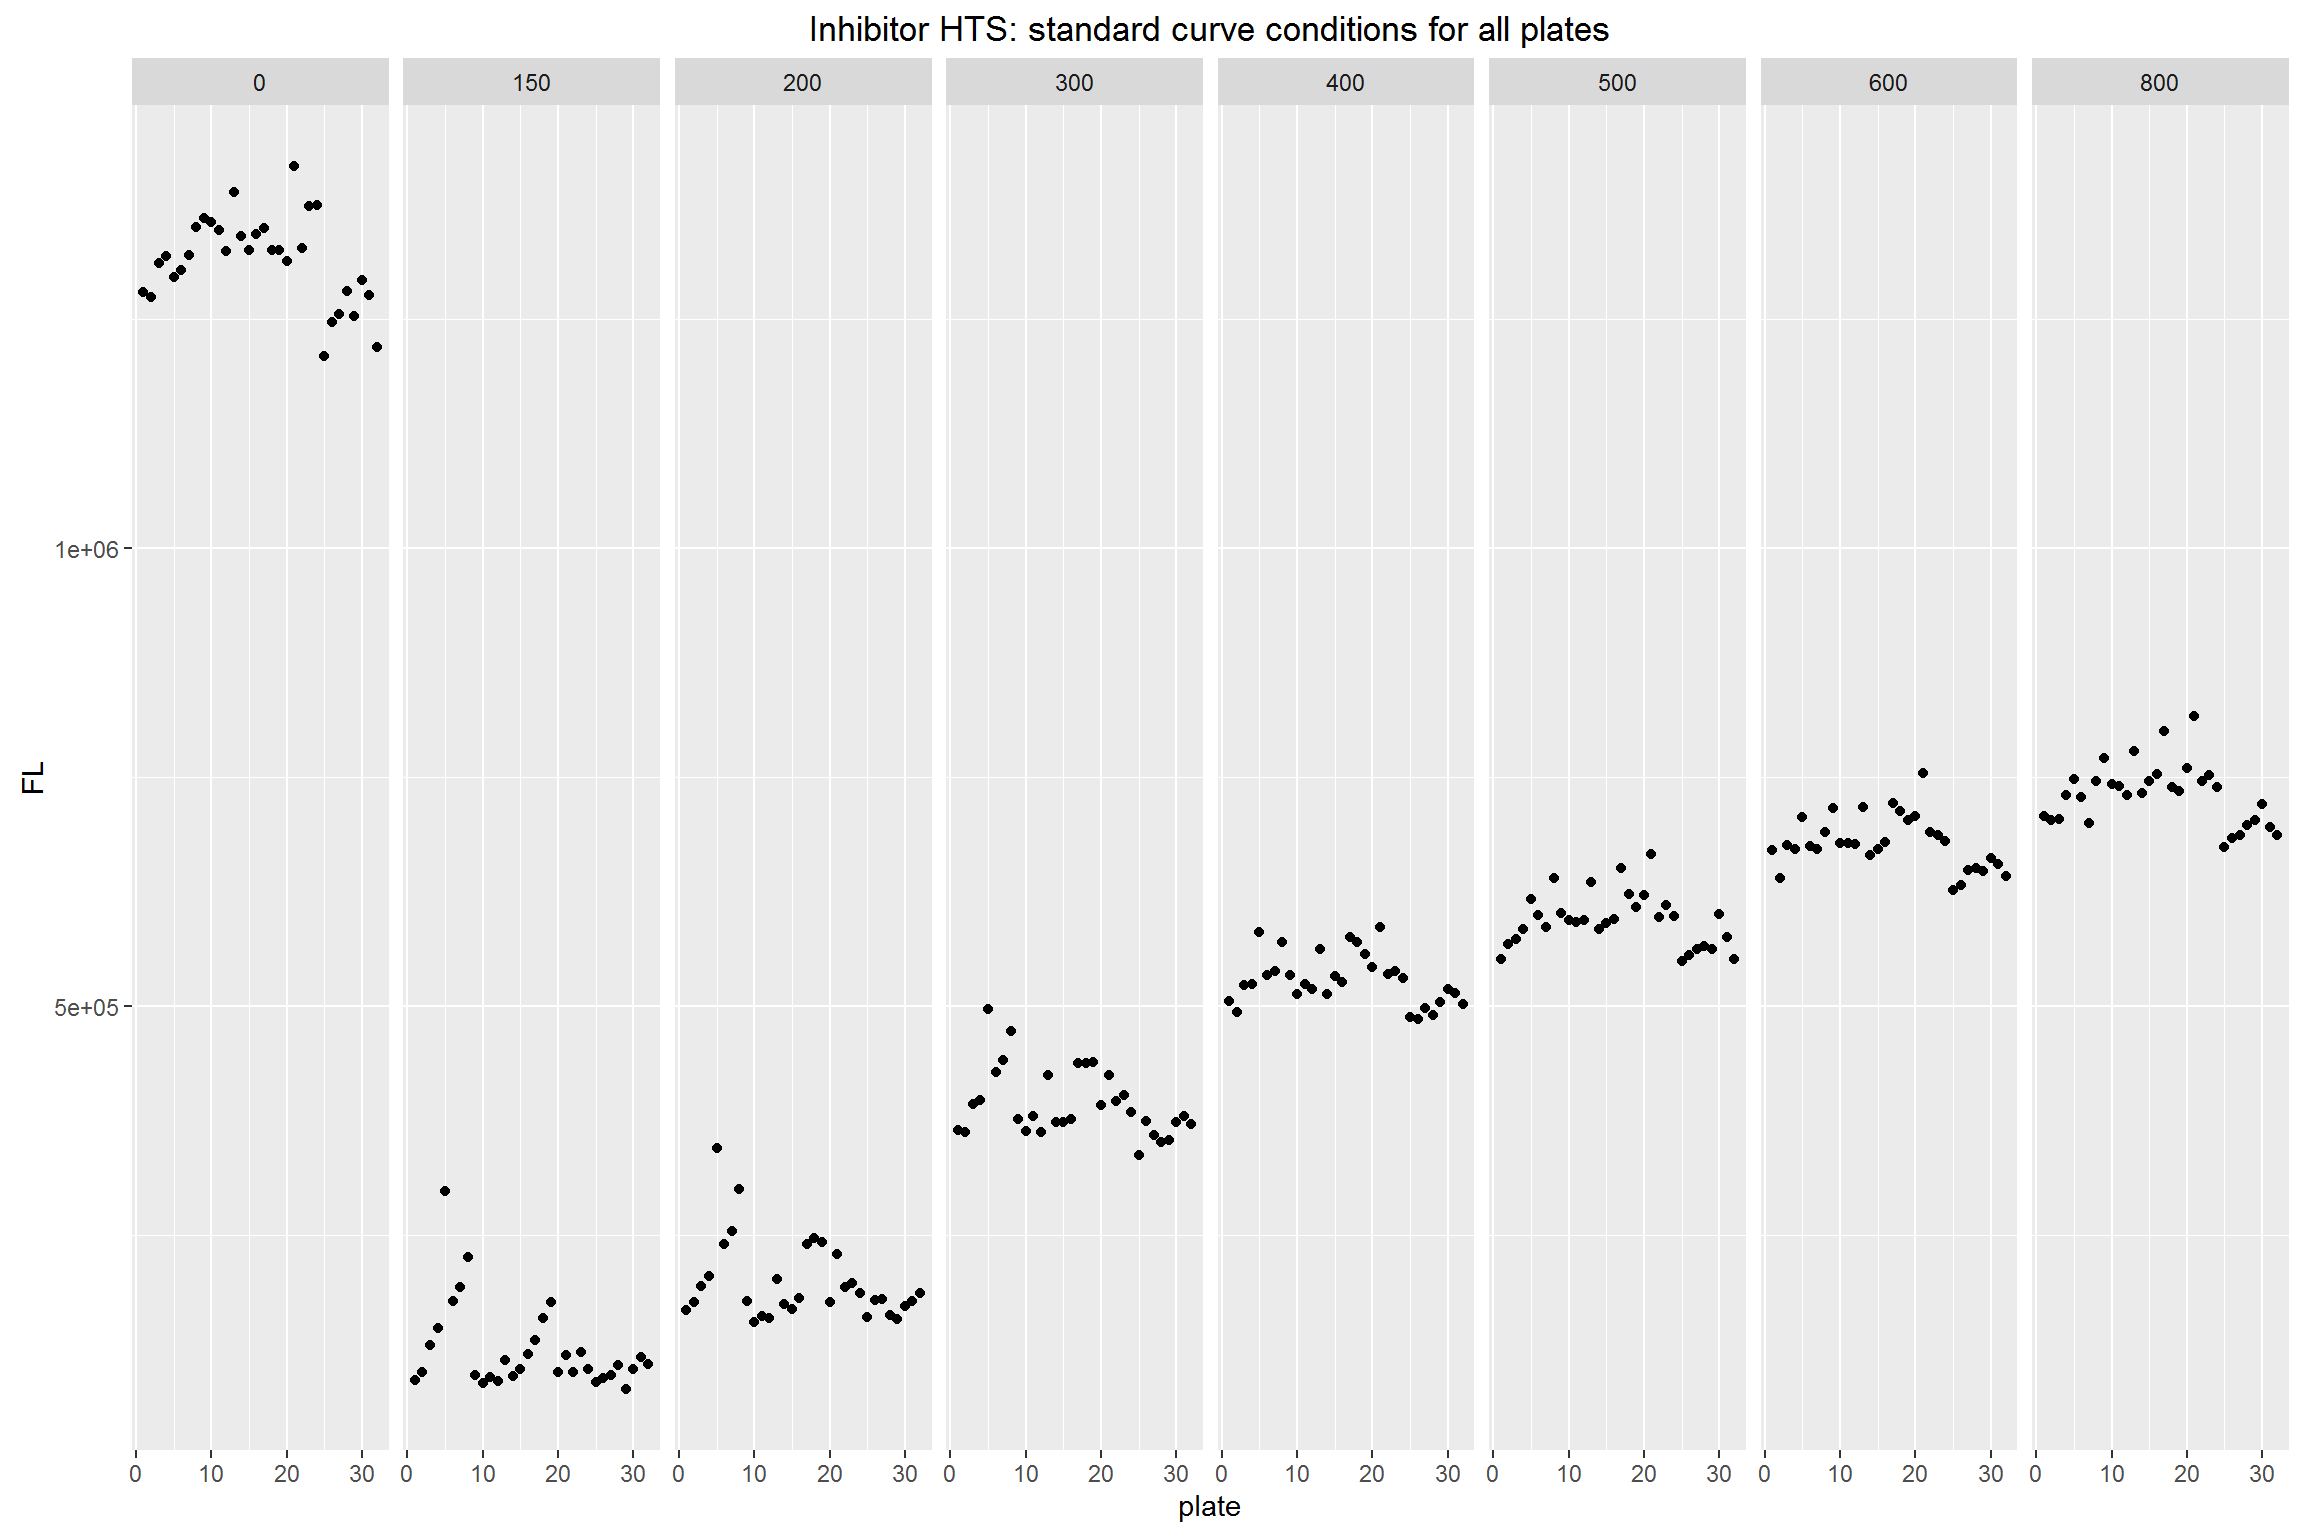 Inhibitor HTS: standard curve conditions for all plates
0 150 200 300 400 500 600 800
1e+06
FL
5e+05
0 10 20 30 0 10 20 30 0 10 20 30 0 10 20 30 0 10 20 30 0 10 20 30 0 10 20 30 0 10 20 30
plate